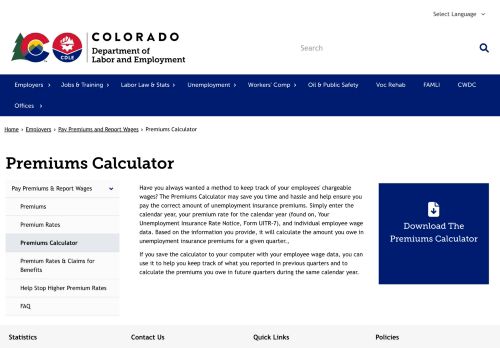 Select Language
COLORADO
Department of
Labor and Employment
CDLE
Search
Employers
Jobs & Training
Labor Law & Stats
Unemployment
Workers' Comp
Oil & Public Safety
Voc Rehab
FAMLI
CWDC
Offices
Home › Employers › Pay Premiums and Report Wages › Premiums Calculator
Premiums Calculator
Pay Premiums & Report Wages
Premiums
Premium Rates
Premiums Calculator
Premium Rates & Claims for
Benefits
Help Stop Higher Premium Rates
FAQ
Have you always wanted a method to keep track of your employees' chargeable
wages? The Premiums Calculator may save you time and hassle and help ensure you
pay the correct amount of unemployment insurance premiums. Simply enter the
calendar year, your premium rate for the calendar year (found on, Your
Unemployment Insurance Rate Notice, Form UITR-7), and individual employee wage
data. Based on the information you provide, it will calculate the amount you owe in
unemployment insurance premiums for a given quarter.,
If you save the calculator to your computer with your employee wage data, you can
use it to help you keep track of what you reported in previous quarters and to
calculate the premiums you owe in future quarters during the same calendar year.
Download The
Premiums Calculator
Statistics
Contact Us
Quick Links
Policies